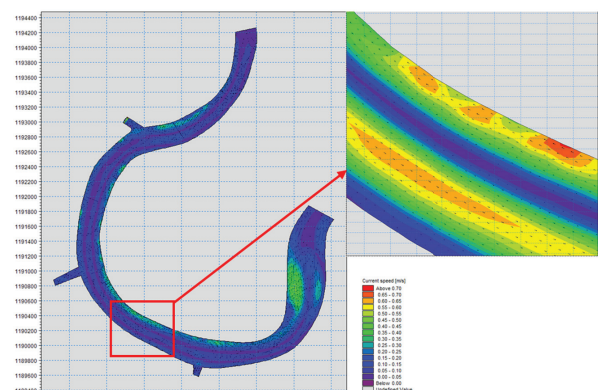 1194400
1194200
1194000
1193800
1193600
1193400
1193200
1193000
1192800
1192600
1192400
1192200
1192000
1191800
1191600
1191400
1191200
1191000
1190800
1190600
1190400
1190200
1190000
1189800
1189600
Current speed [m/s]
Above 0.70
0.65 - 0.70
0.60 - 0.65
0.55 - 0.60
0.50 - 0.55
0.45 - 0.50
0.40 - 0.45
0.35 - 0.40
0.30 - 0.35
0.25 - 0.30
0.20 - 0.25
0.15 - 0.20
0.10 - 0.15
0.05 - 0.10
0.00 - 0.05
Below 0.00
Undefined Value